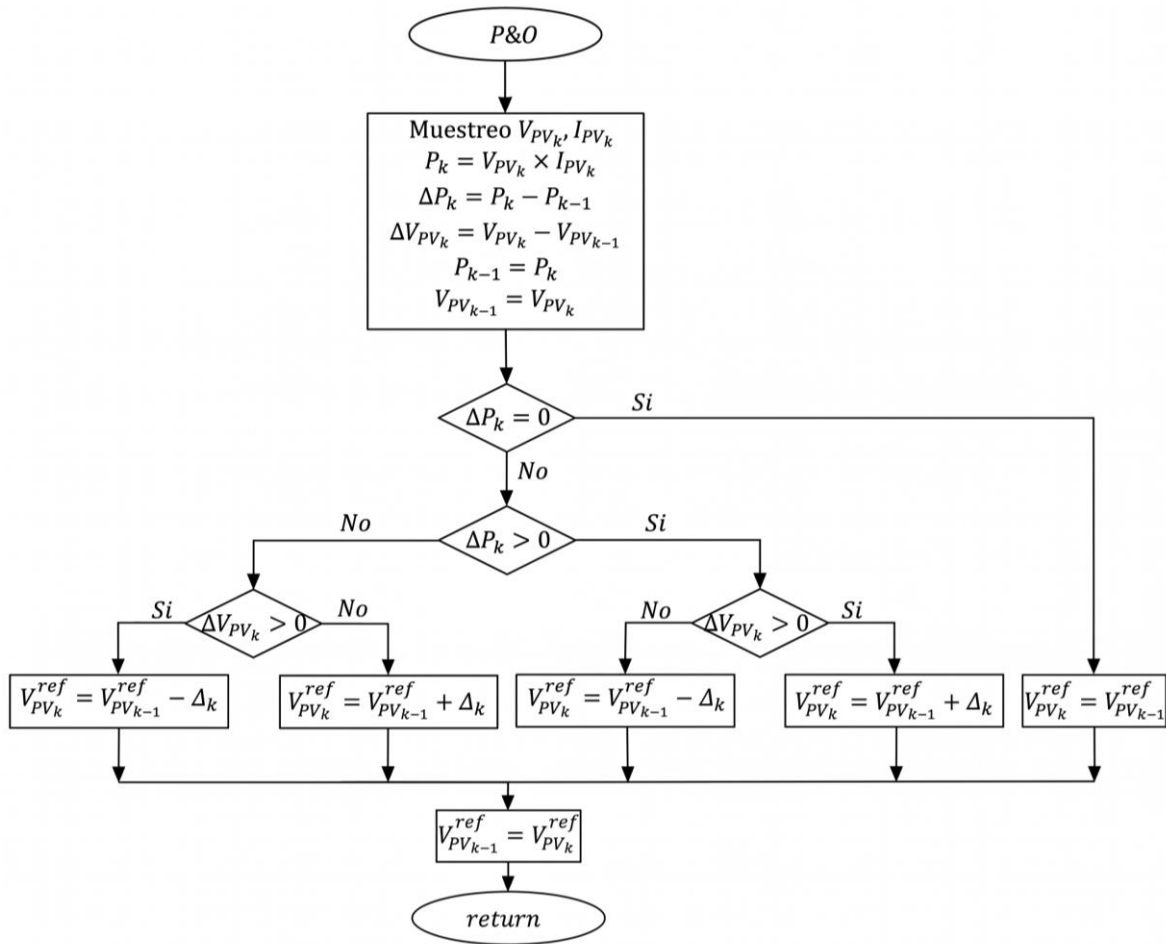 P&O
Muestreo V_{PV_k}, I_{PV_k}
P_k = V_{PV_k} × I_{PV_k}
ΔP_k = P_k − P_{k−1}
ΔV_{PV_k} = V_{PV_k} − V_{PV_{k−1}}
P_{k−1} = P_k
V_{PV_{k−1}} = V_{PV_k}
ΔP_k = 0
Si
No
No
ΔP_k > 0
Si
Si
ΔV_{PV_k} > 0
No
No
ΔV_{PV_k} > 0
Si
V_{PV_k}^{ref} = V_{PV_{k−1}}^{ref} − Δ_k
V_{PV_k}^{ref} = V_{PV_{k−1}}^{ref} + Δ_k
V_{PV_k}^{ref} = V_{PV_{k−1}}^{ref} − Δ_k
V_{PV_k}^{ref} = V_{PV_{k−1}}^{ref} + Δ_k
V_{PV_k}^{ref} = V_{PV_{k−1}}^{ref}
V_{PV_{k−1}}^{ref} = V_{PV_k}^{ref}
return